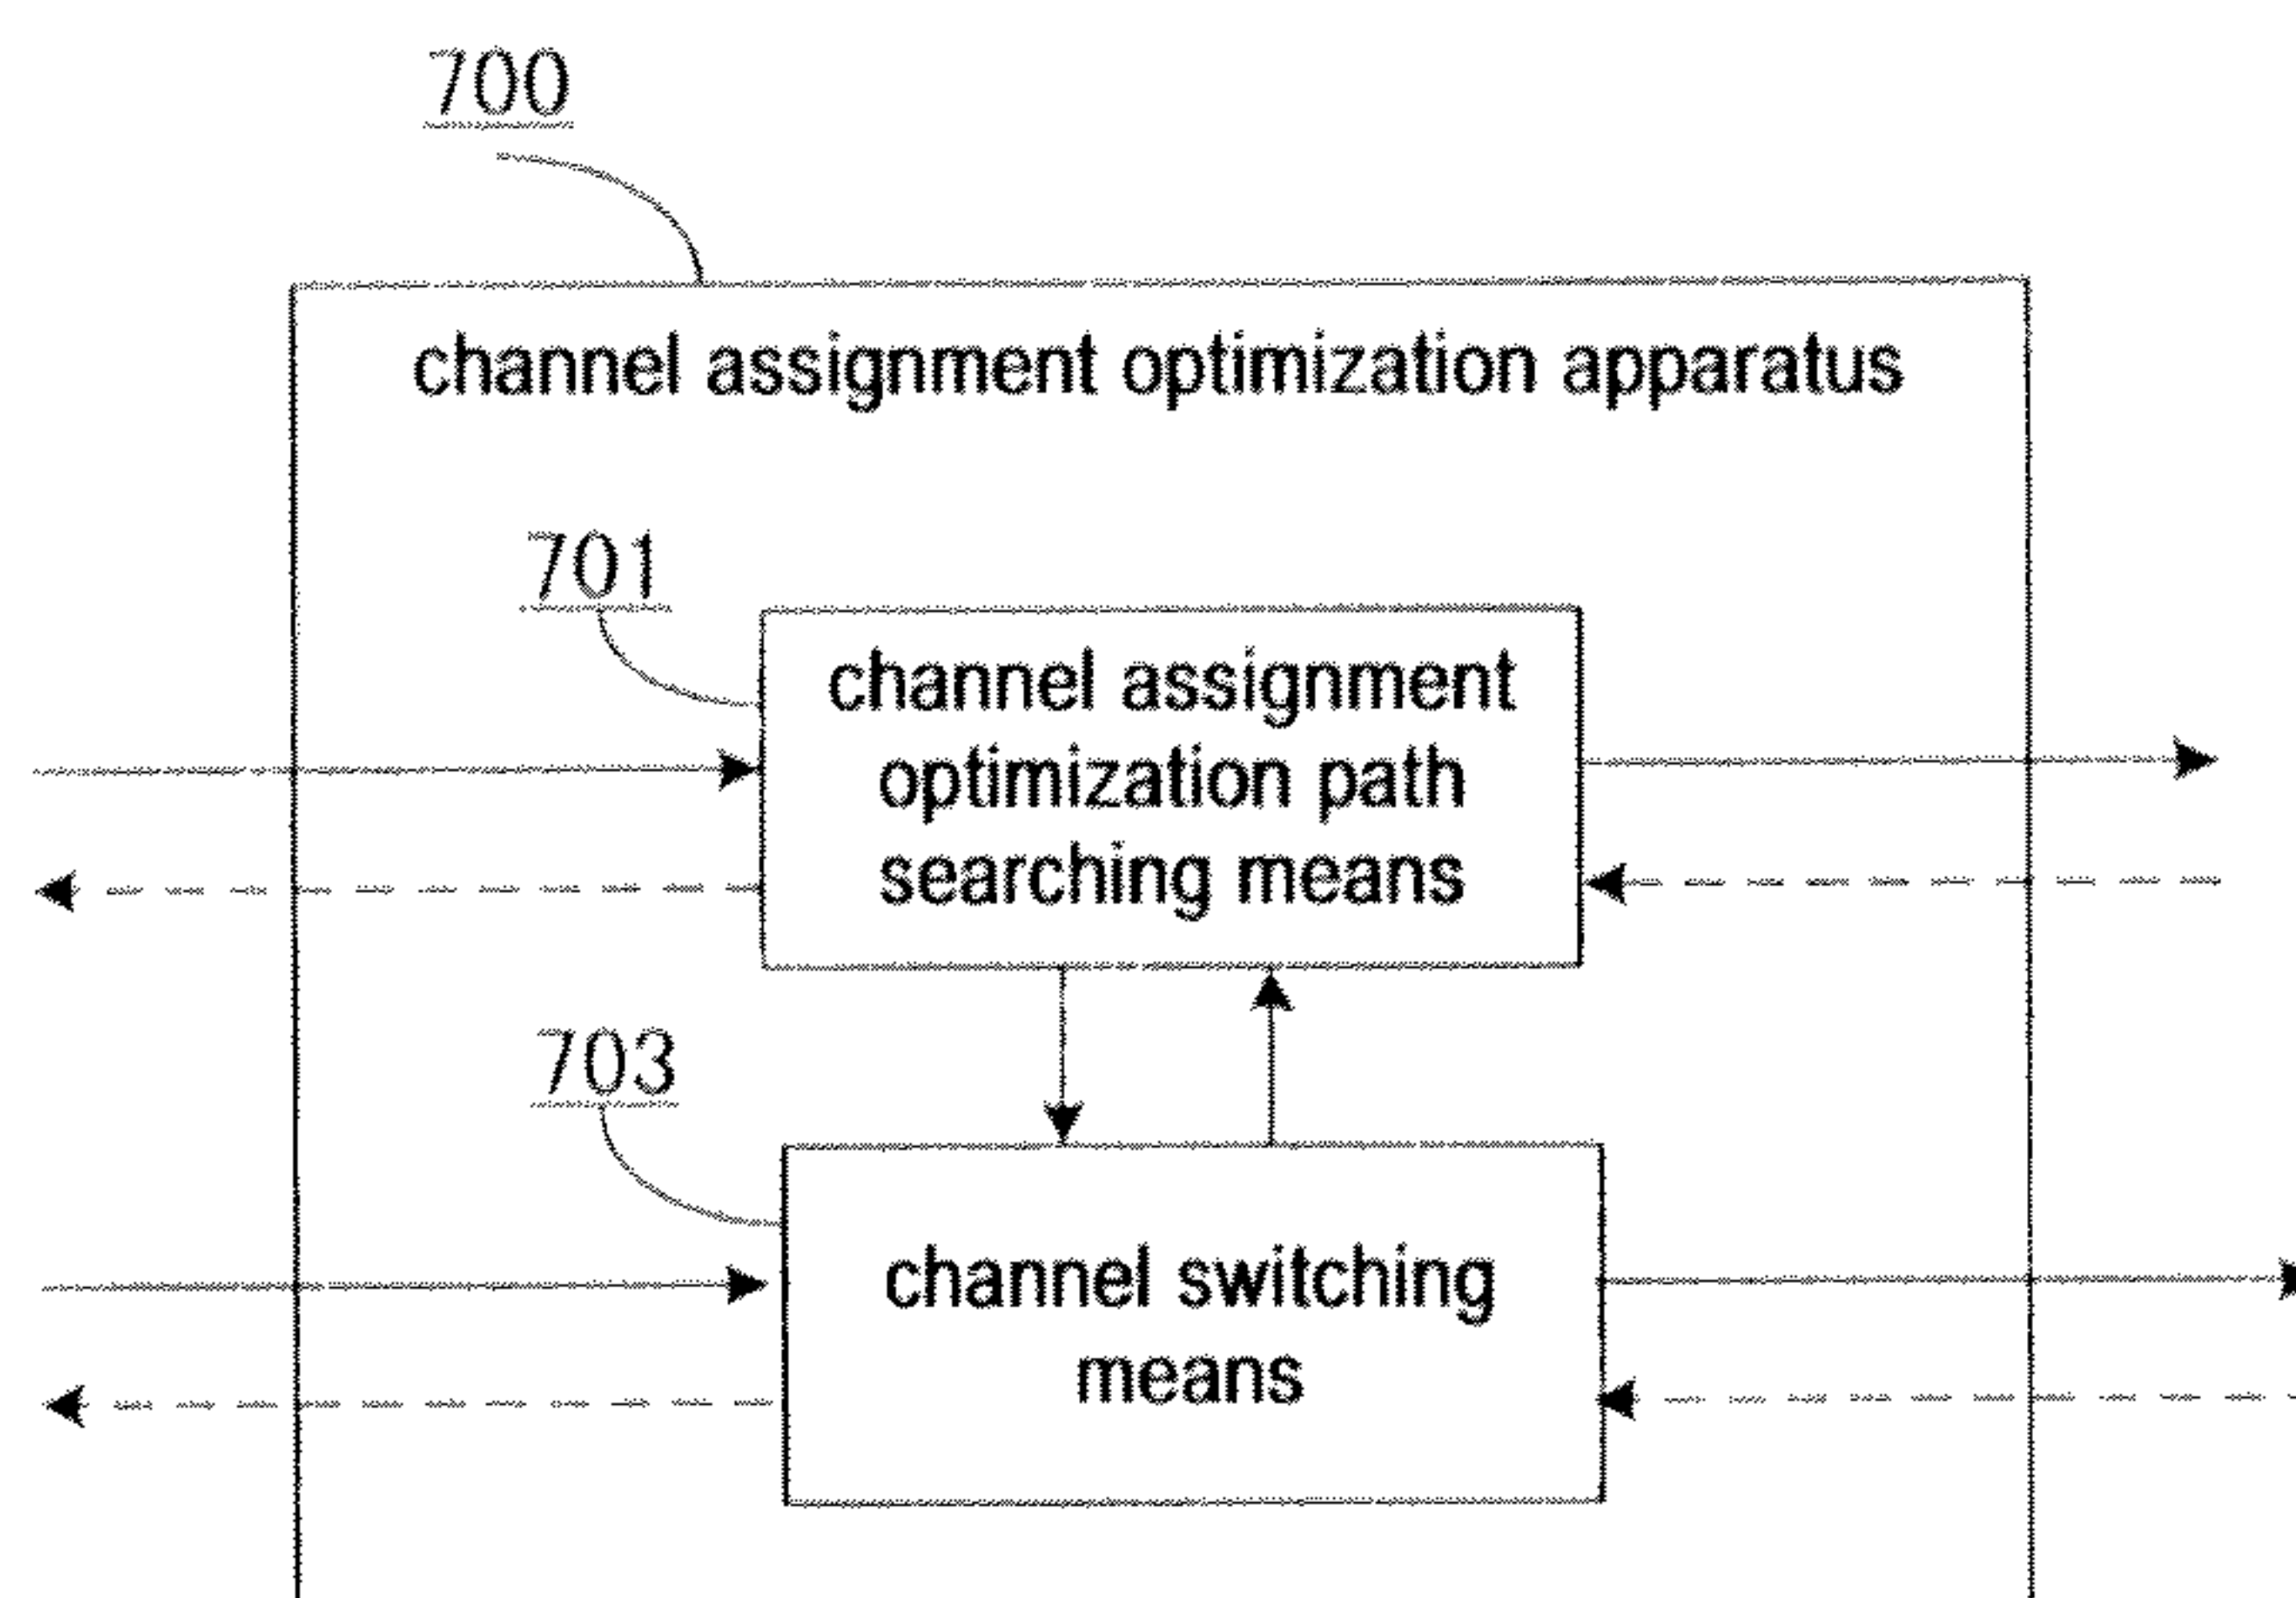 700
channel assignment optimization apparatus
701
channel assignment
optimization path
searching means
703
channel switching
means